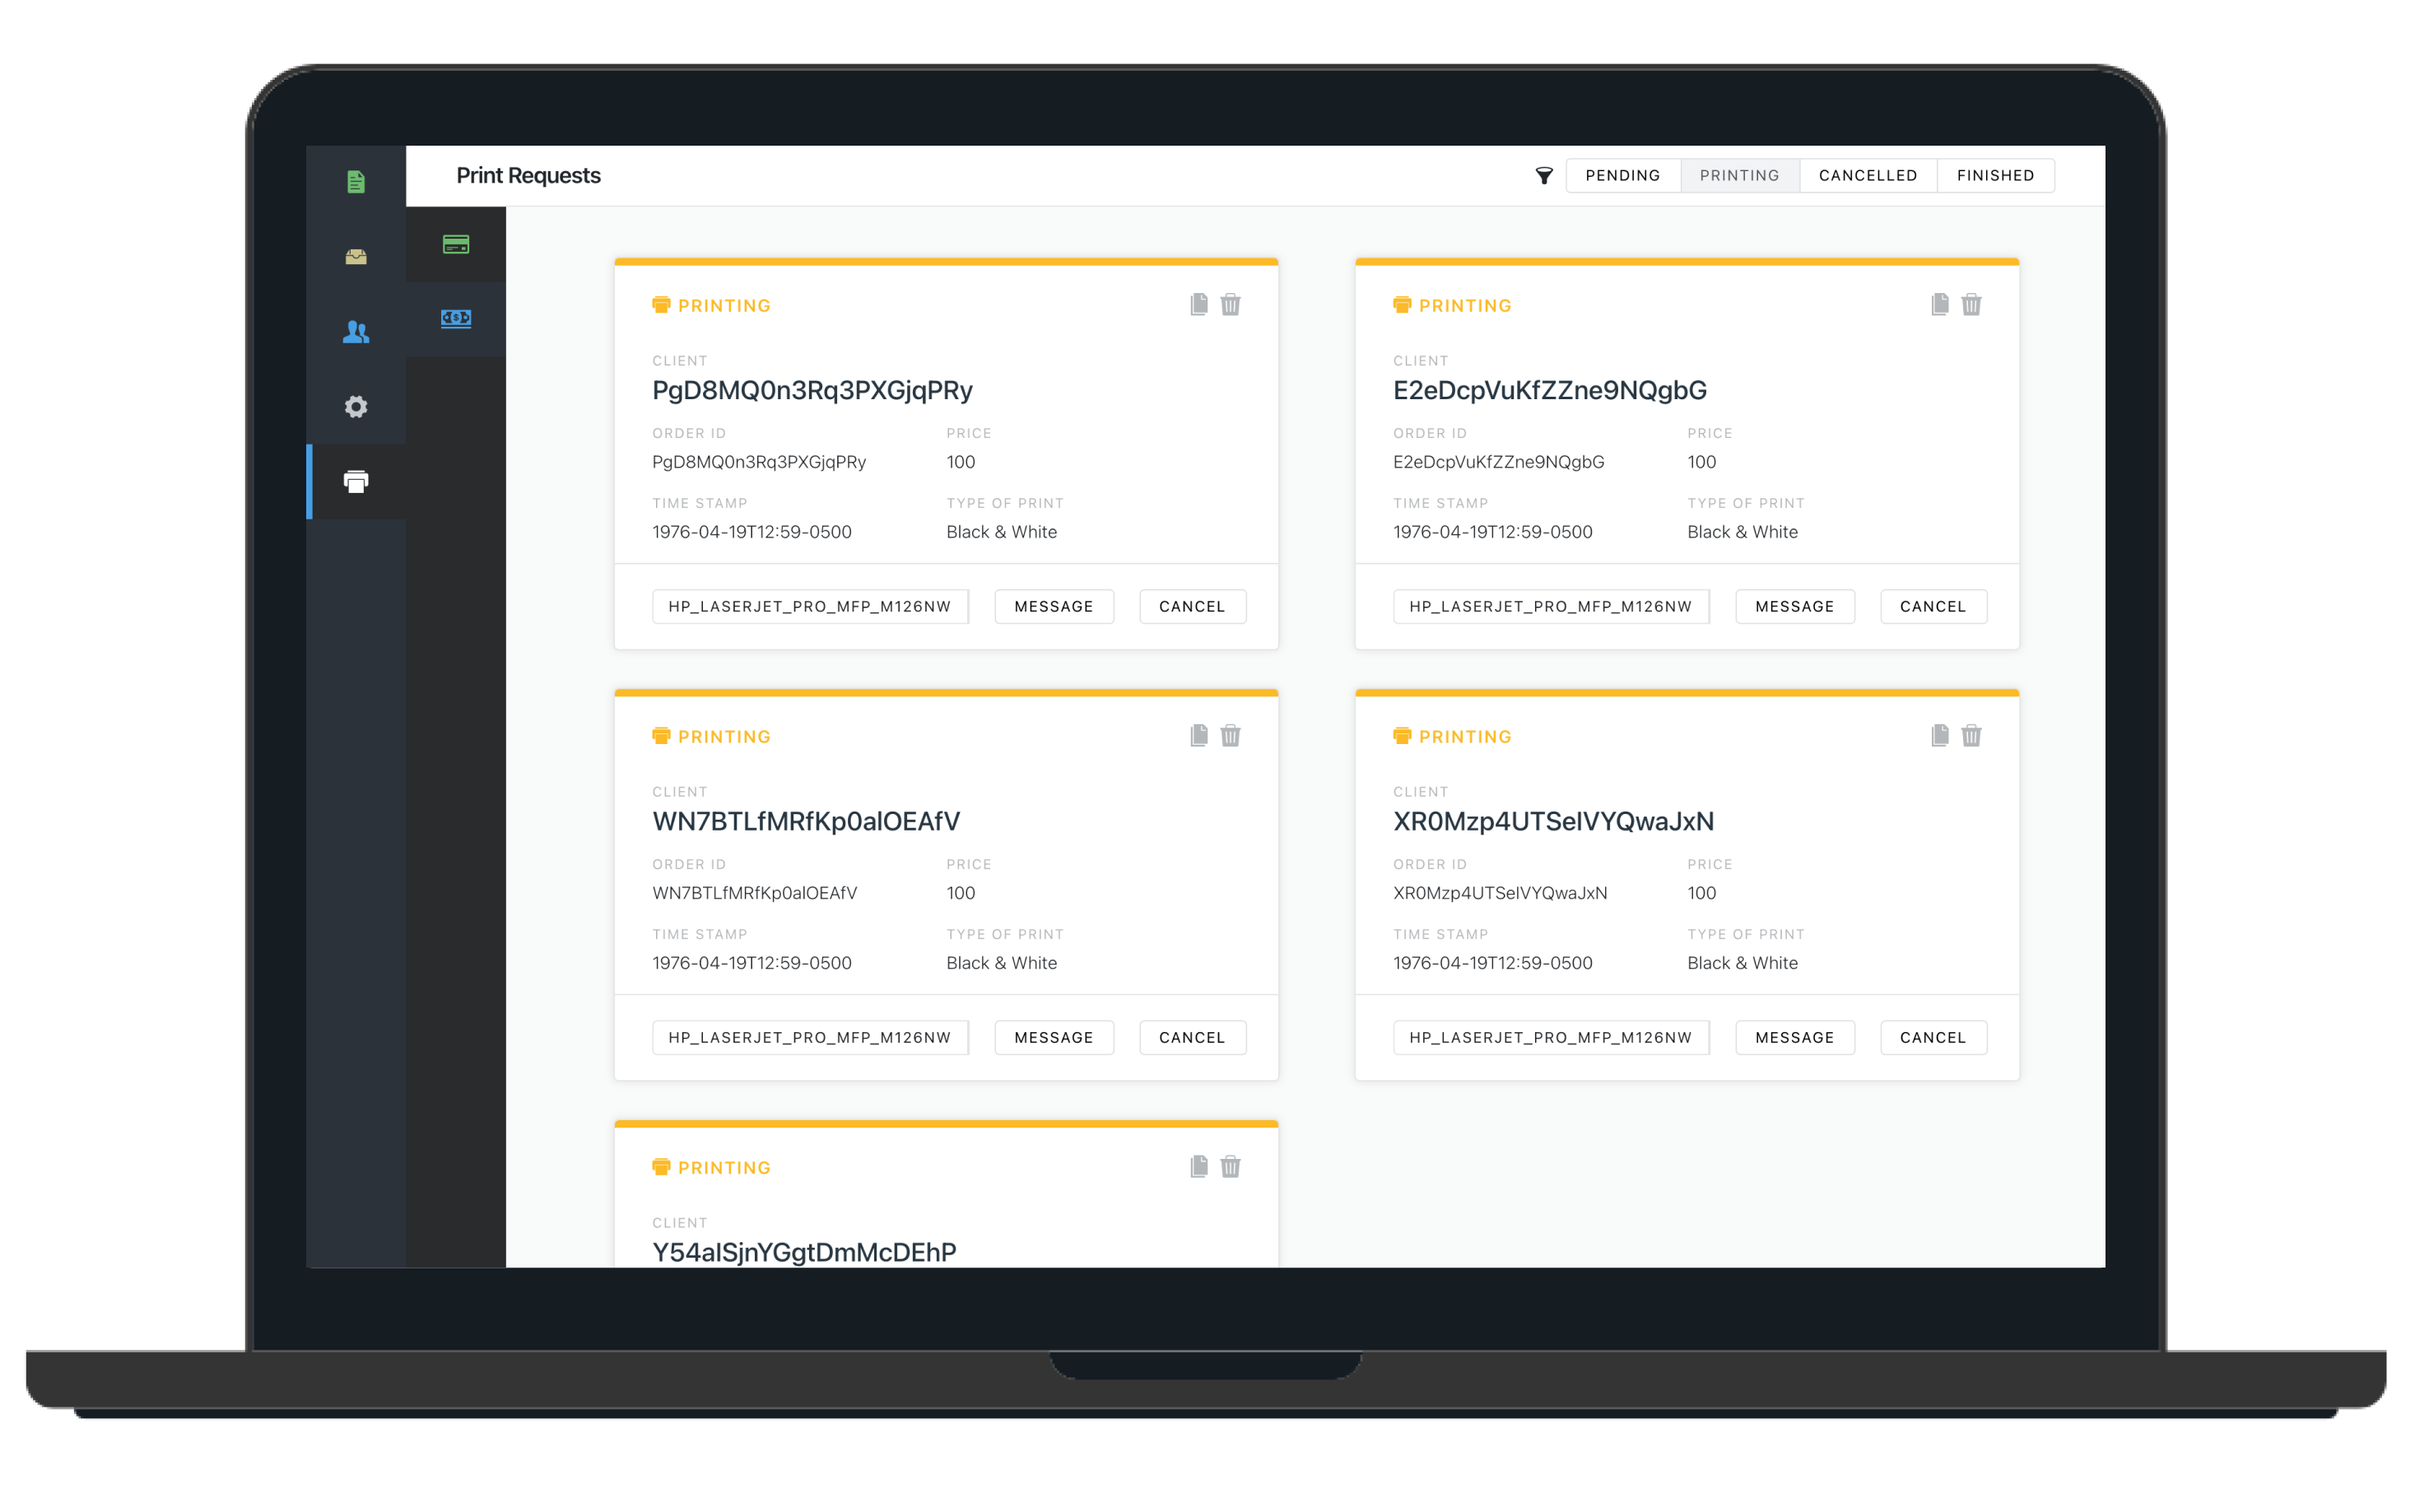 Print Requests
PENDING PRINTING CANCELLED FINISHED
PRINTING
CLIENT
PgD8MQ0n3Rq3PXGjqPRy
ORDER ID PRICE
PgD8MQ0n3Rq3PXGjqPRy 100
TIME STAMP TYPE OF PRINT
1976-04-19T12:59-0500 Black & White
HP_LASERJET_PRO_MFP_M126NW MESSAGE CANCEL
PRINTING
CLIENT
E2eDcpVuKfZZne9NQgbG
ORDER ID PRICE
E2eDcpVuKfZZne9NQgbG 100
TIME STAMP TYPE OF PRINT
1976-04-19T12:59-0500 Black & White
HP_LASERJET_PRO_MFP_M126NW MESSAGE CANCEL
PRINTING
CLIENT
WN7BTLfMRfKp0alOEAfV
ORDER ID PRICE
WN7BTLfMRfKp0alOEAfV 100
TIME STAMP TYPE OF PRINT
1976-04-19T12:59-0500 Black & White
HP_LASERJET_PRO_MFP_M126NW MESSAGE CANCEL
PRINTING
CLIENT
XR0Mzp4UTSelVYQwaJxN
ORDER ID PRICE
XR0Mzp4UTSelVYQwaJxN 100
TIME STAMP TYPE OF PRINT
1976-04-19T12:59-0500 Black & White
HP_LASERJET_PRO_MFP_M126NW MESSAGE CANCEL
PRINTING
CLIENT
Y54alSjnYGgtDmMcDEhP